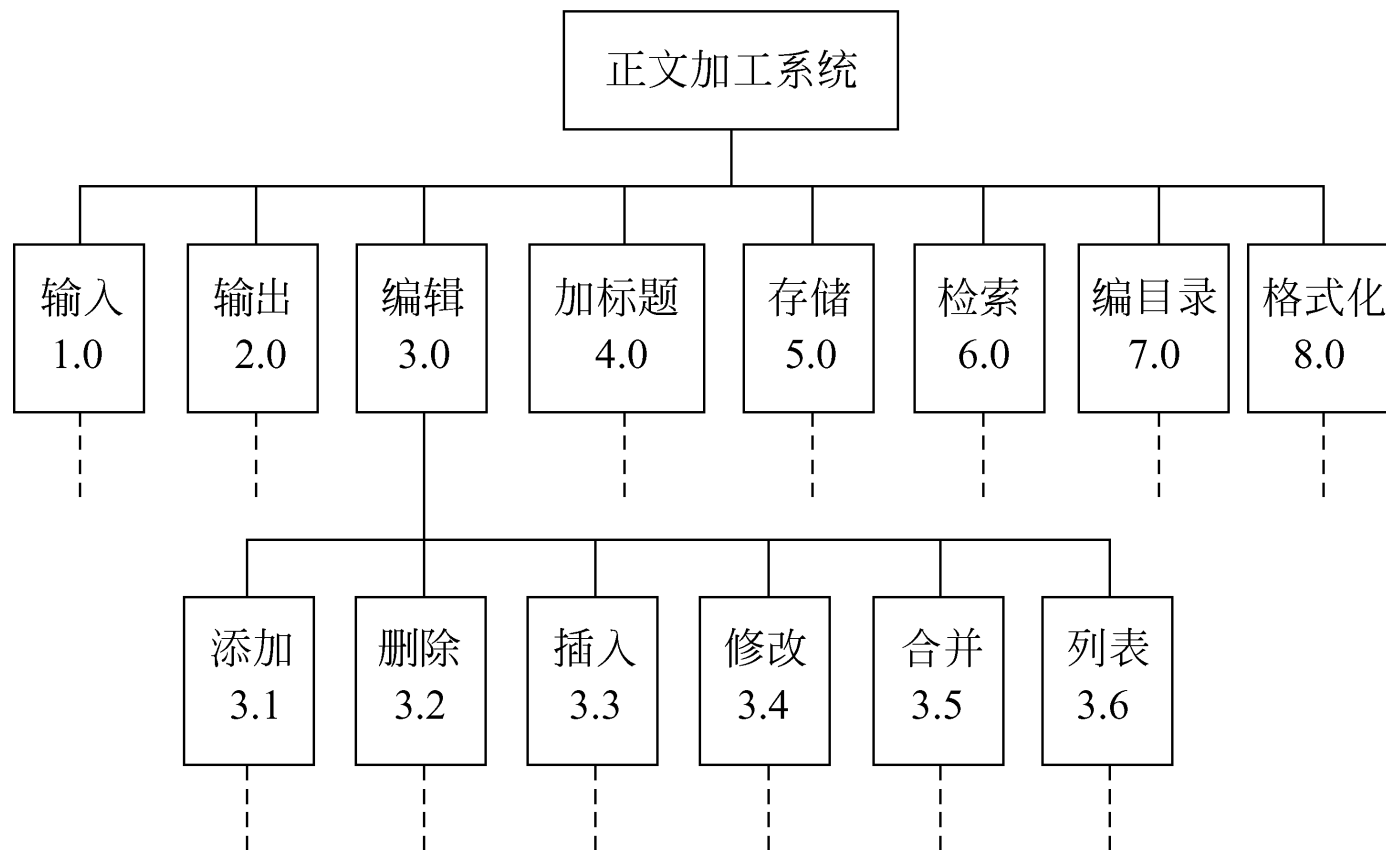 正文加工系统
输入
1.0
输出
2.0
编辑
3.0
加标题
4.0
存储
5.0
检索
6.0
编目录
7.0
格式化
8.0
添加
3.1
删除
3.2
插入
3.3
修改
3.4
合并
3.5
列表
3.6